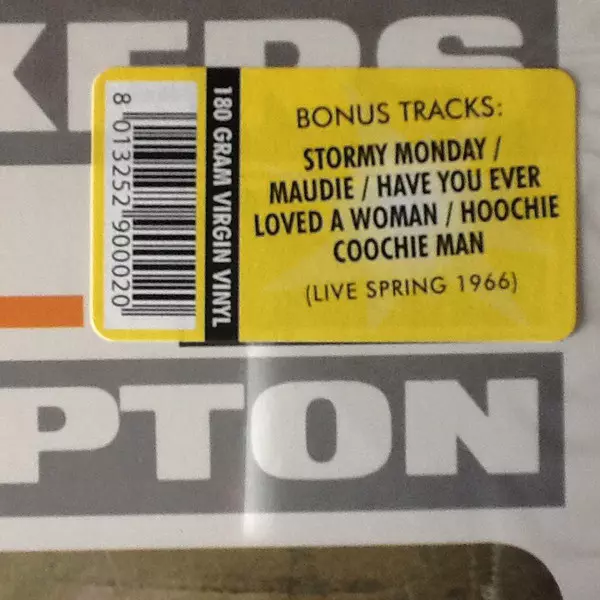 KERS
BONUS TRACKS:
STORMY MONDAY /
MAUDIE / HAVE YOU EVER
LOVED A WOMAN / HOOCHIE
COOCHIE MAN
(LIVE SPRING 1966)
180 GRAM VIRGIN VINYL
8 013252 900020
PTON